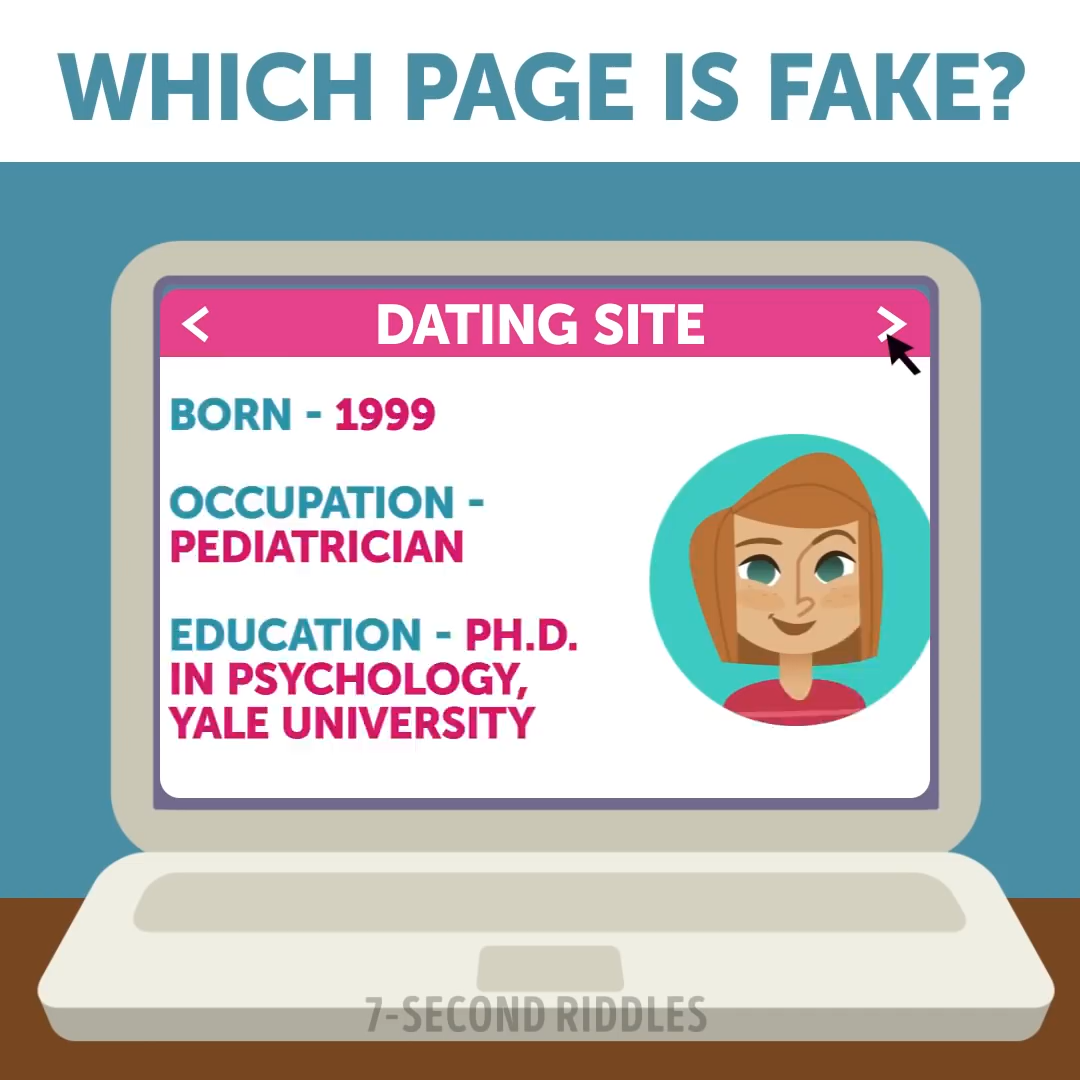 WHICH PAGE IS FAKE?
< DATING SITE >
BORN - 1999
OCCUPATION -
PEDIATRICIAN
EDUCATION - PH.D.
IN PSYCHOLOGY,
YALE UNIVERSITY
7-SECOND RIDDLES